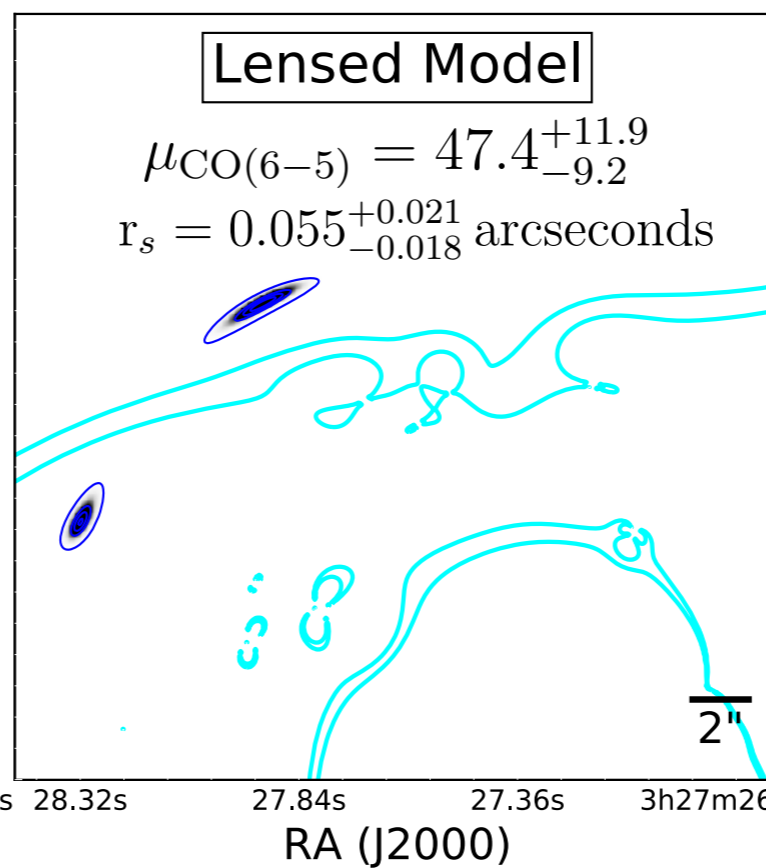 Lensed Model
μCO(6−5) = 47.4 +11.9 −9.2
rs = 0.055 +0.021 −0.018 arcseconds
2"
s 28.32s 27.84s 27.36s 3h27m26
RA (J2000)